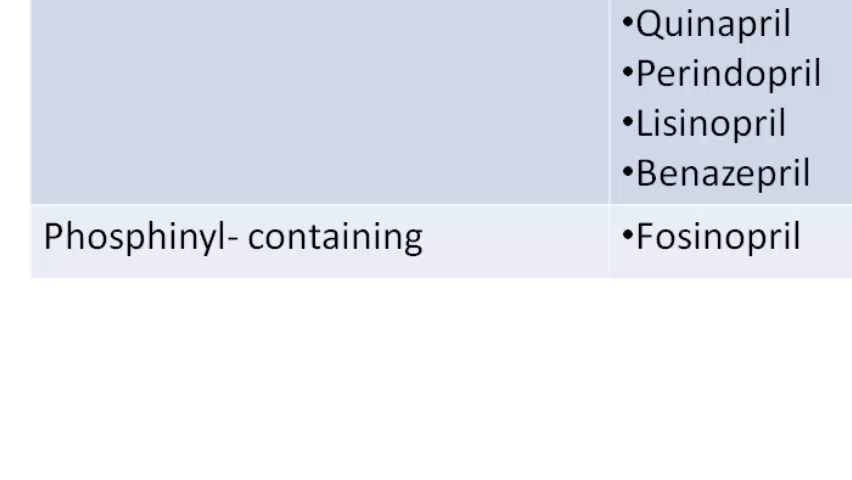 •Quinapril
•Perindopril
•Lisinopril
•Benazepril
Phosphinyl- containing
•Fosinopril